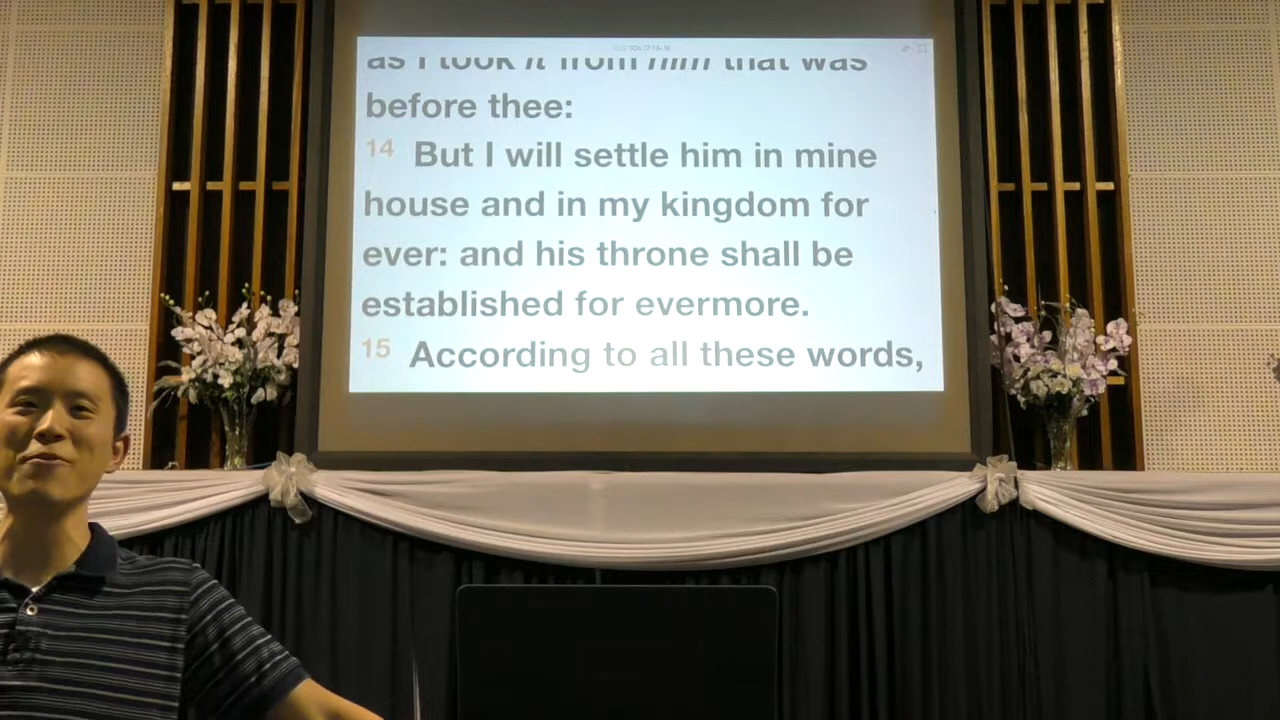 as I took it from him that was
before thee:
14 But I will settle him in mine
house and in my kingdom for
ever: and his throne shall be
established for evermore.
15 According to all these words,